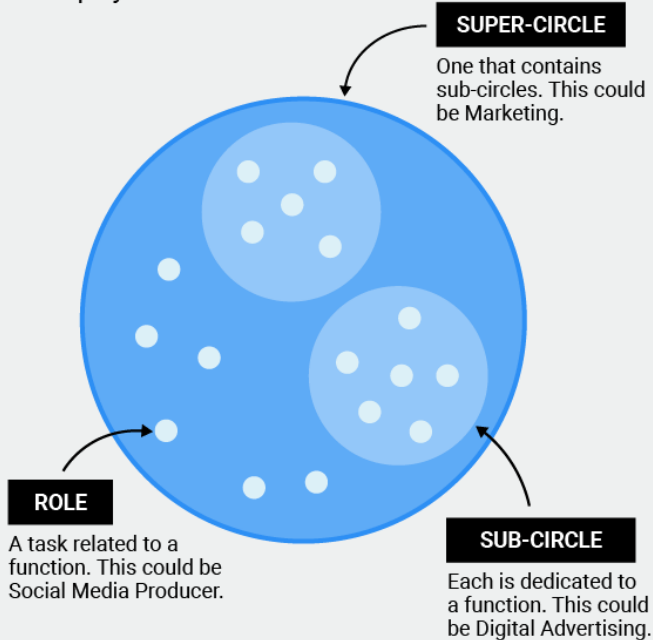 SUPER-CIRCLE
One that contains
sub-circles. This could
be Marketing.
ROLE
A task related to a
function. This could be
Social Media Producer.
SUB-CIRCLE
Each is dedicated to
a function. This could
be Digital Advertising.